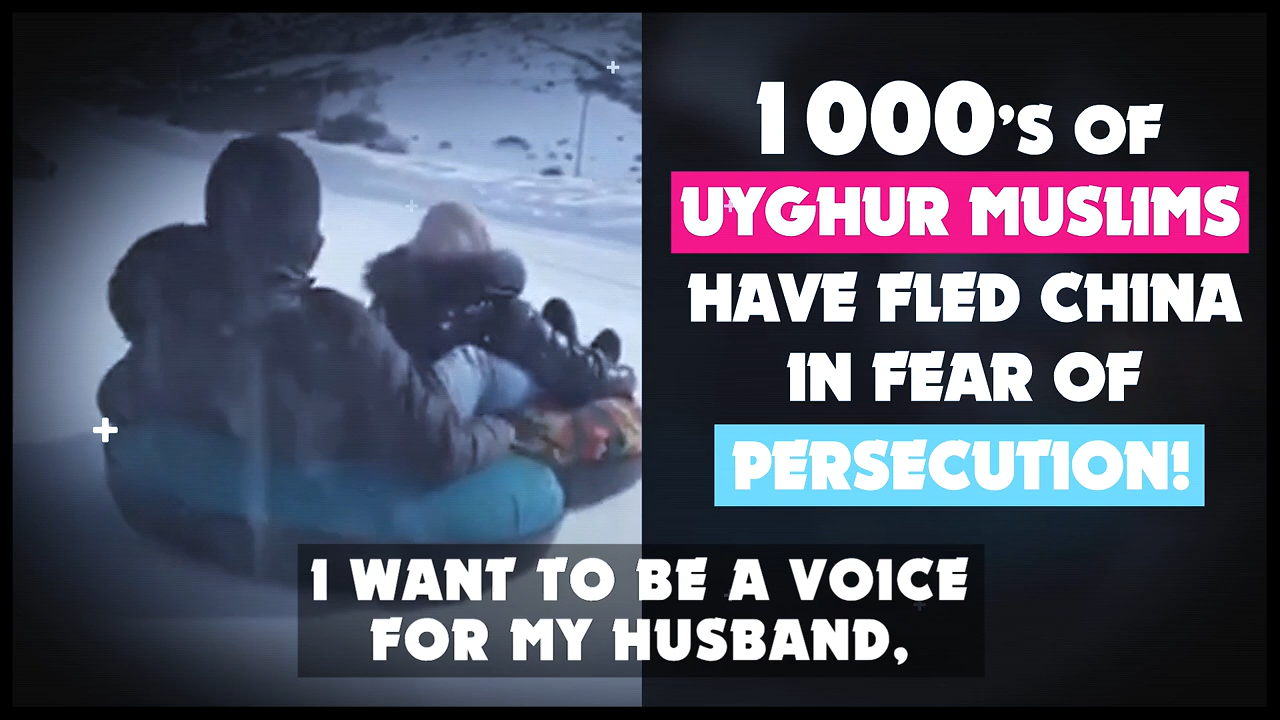 1000'S OF
UYGHUR MUSLIMS
HAVE FLED CHINA
IN FEAR OF
PERSECUTION!
I WANT TO BE A VOICE
FOR MY HUSBAND,